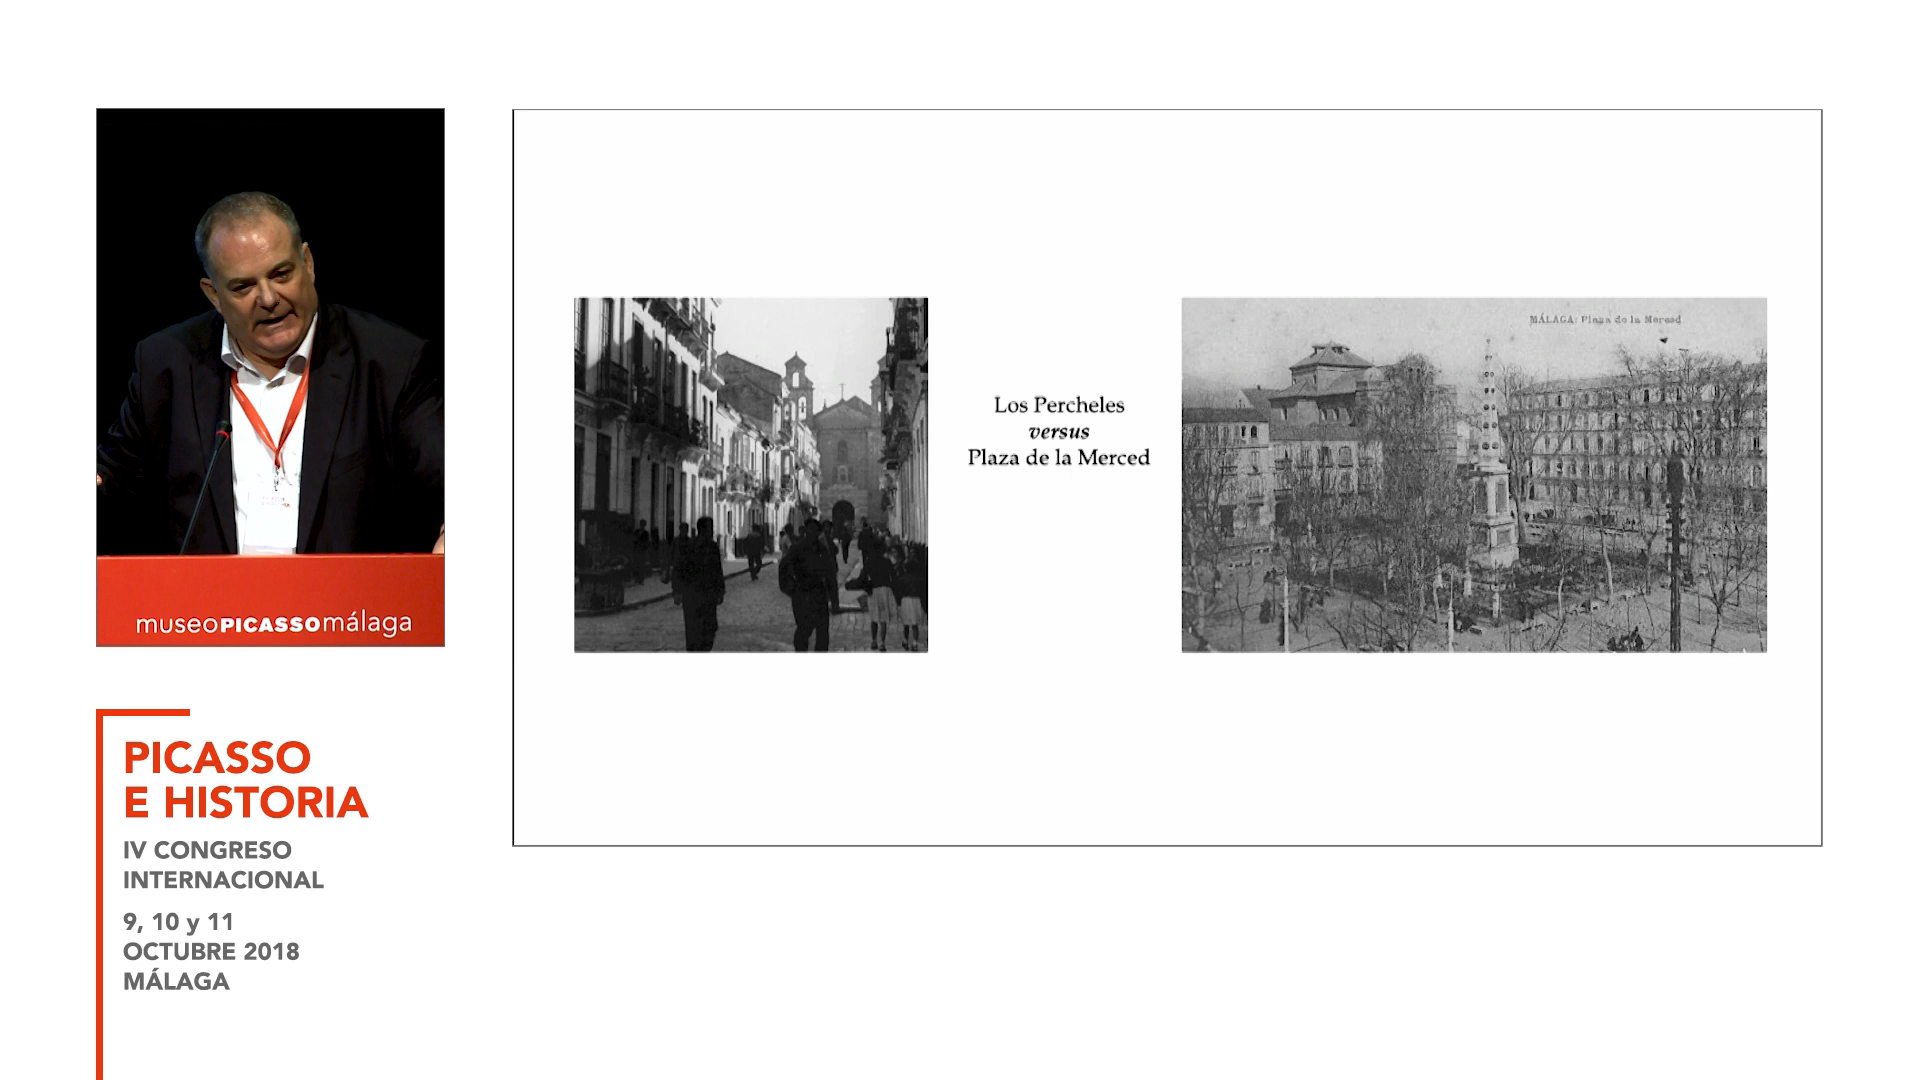 museoPICASSOmálaga
PICASSO
E HISTORIA
IV CONGRESO
INTERNACIONAL
9, 10 y 11
OCTUBRE 2018
MÁLAGA
Los Percheles
versus
Plaza de la Merced
MÁLAGA: Plaza de la Merced